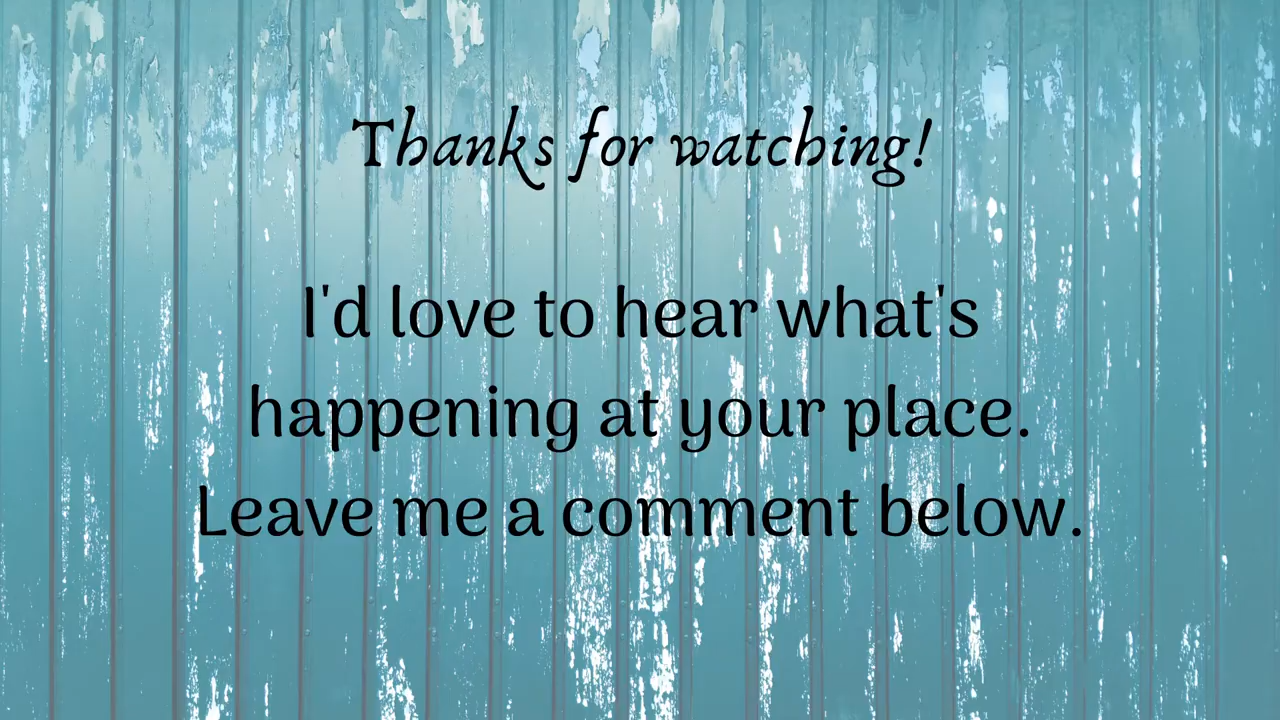 Thanks for watching!
I'd love to hear what's
happening at your place.
Leave me a comment below.